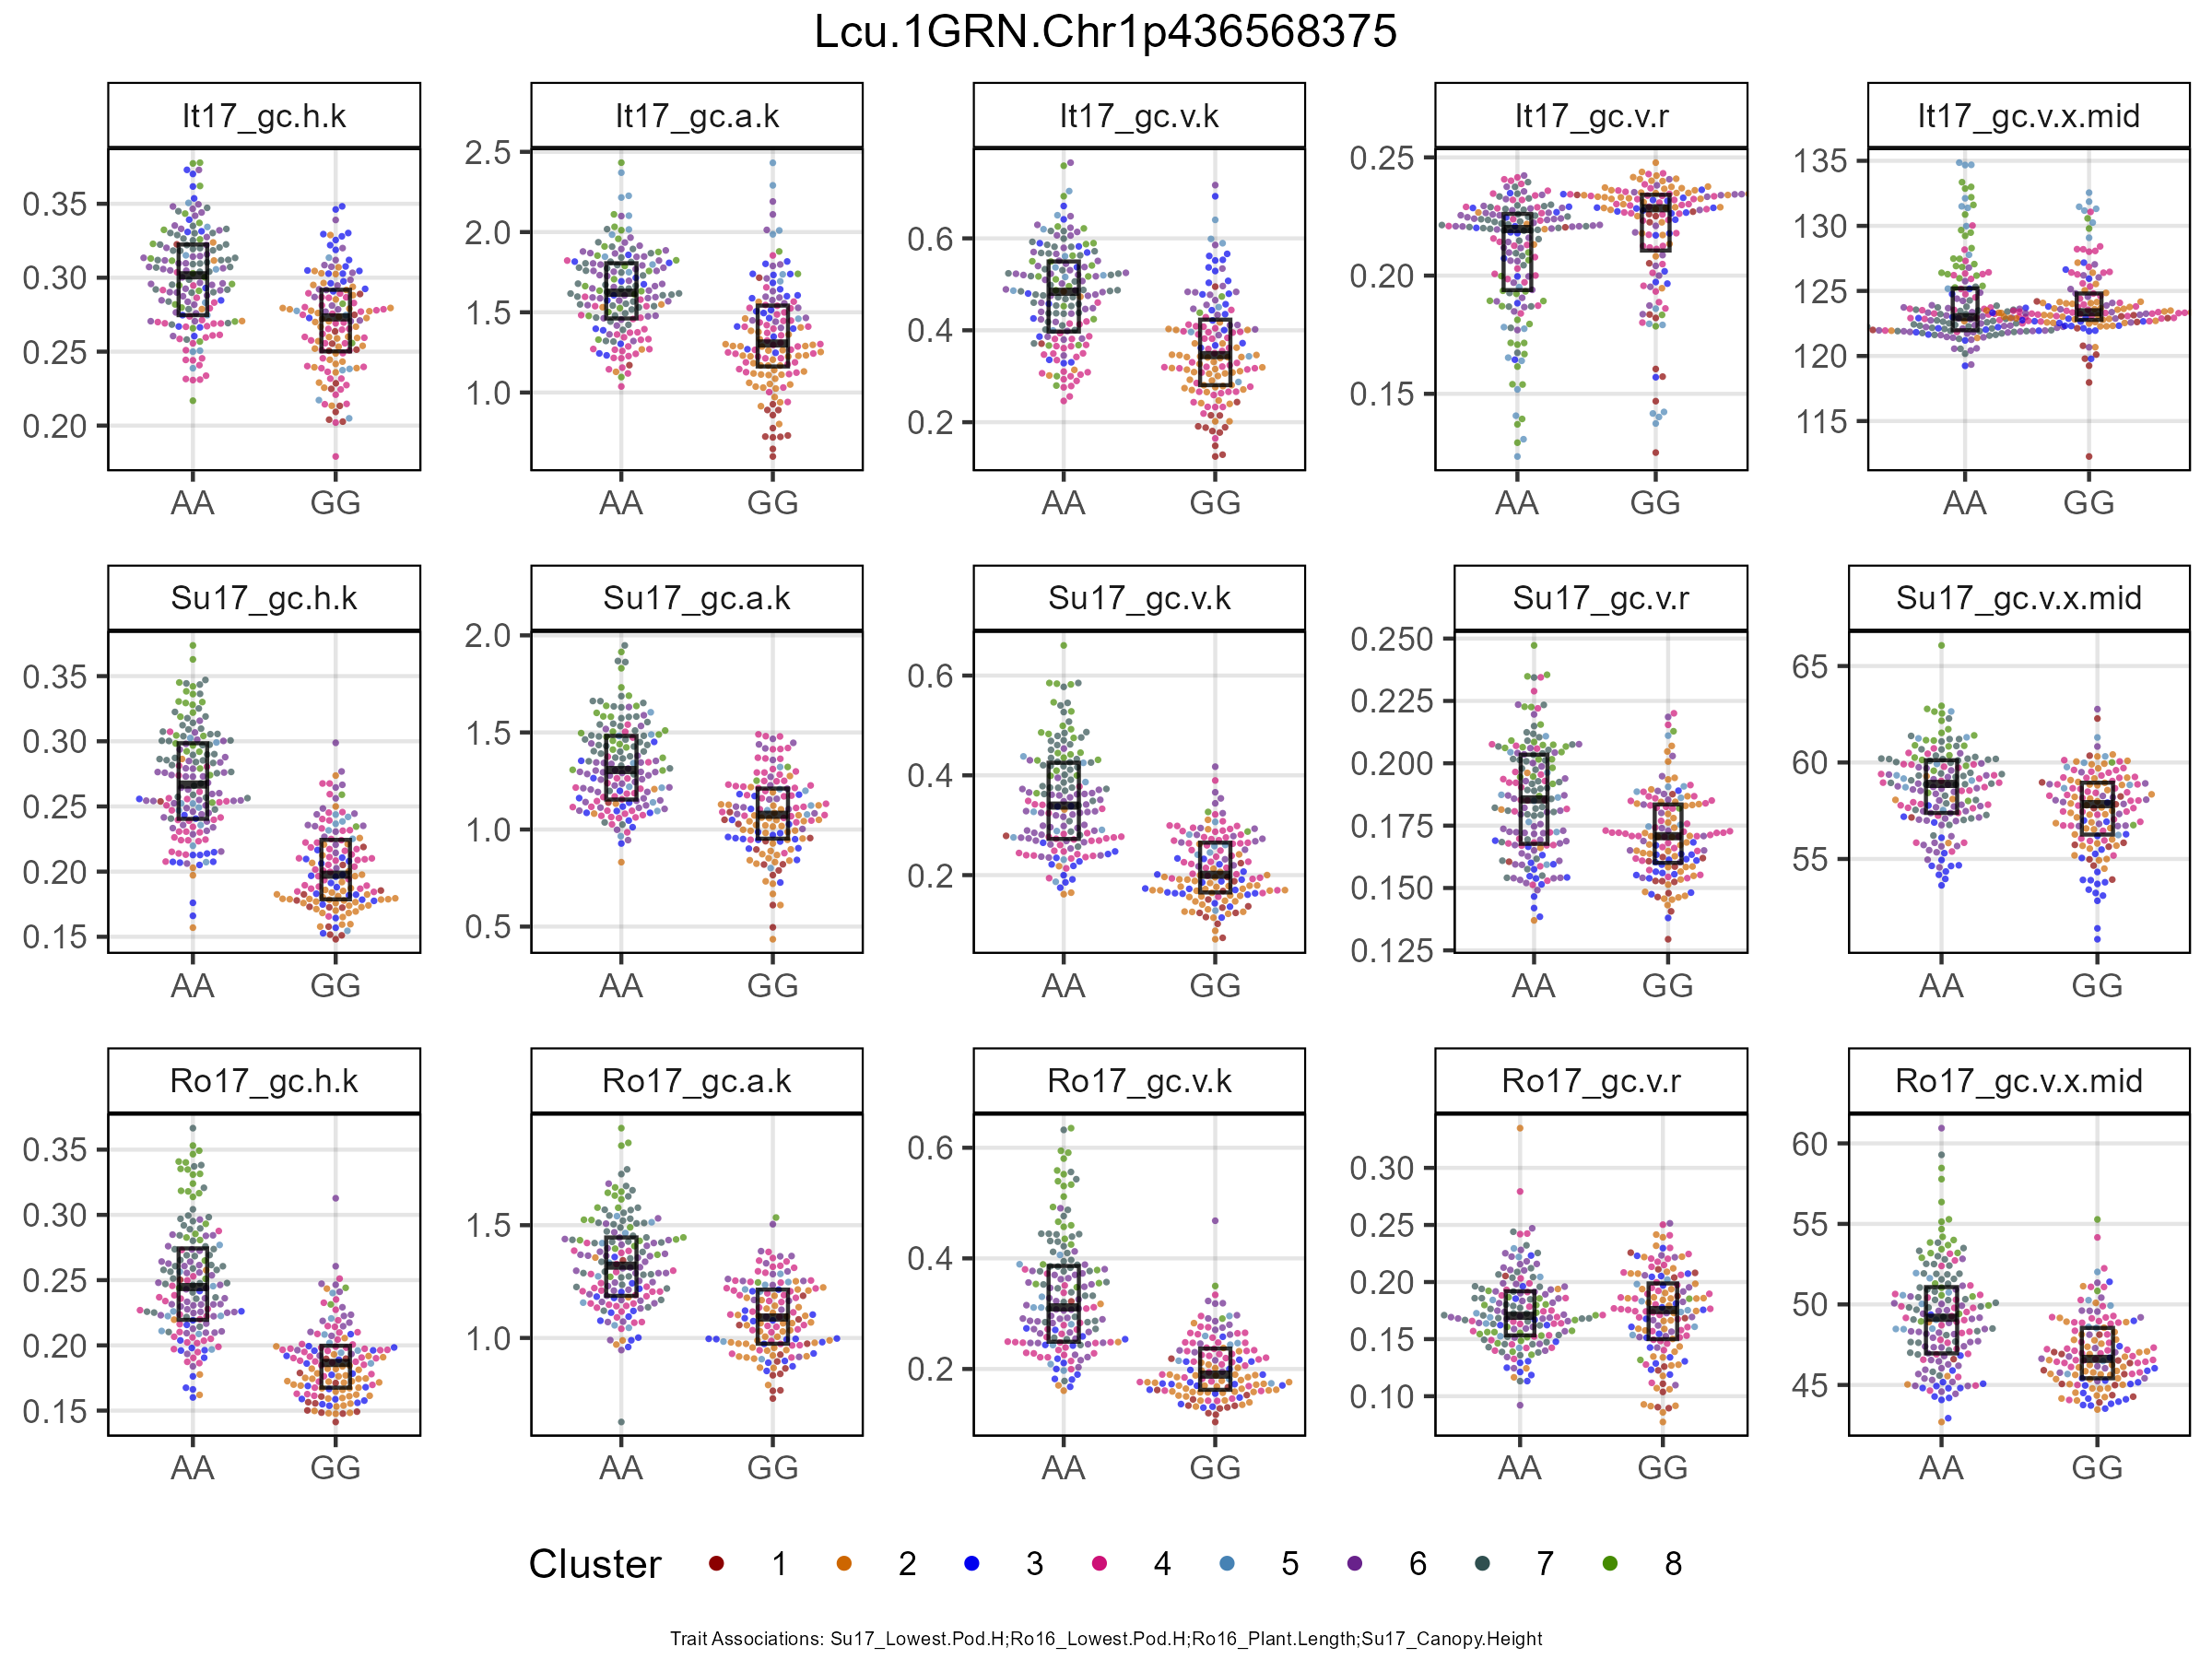 Lcu.1GRN.Chr1p436568375
It17_gc.h.k It17_gc.a.k It17_gc.v.k It17_gc.v.r It17_gc.v.x.mid
0.35
0.30
0.25
0.20
AA GG
2.5
2.0
1.5
1.0
AA GG
0.6
0.4
0.2
AA GG
0.25
0.20
0.15
AA GG
135
130
125
120
115
AA GG
Su17_gc.h.k Su17_gc.a.k Su17_gc.v.k Su17_gc.v.r Su17_gc.v.x.mid
0.35
0.30
0.25
0.20
0.15
AA GG
2.0
1.5
1.0
0.5
AA GG
0.6
0.4
0.2
AA GG
0.250
0.225
0.200
0.175
0.150
0.125
AA GG
65
60
55
AA GG
Ro17_gc.h.k Ro17_gc.a.k Ro17_gc.v.k Ro17_gc.v.r Ro17_gc.v.x.mid
0.35
0.30
0.25
0.20
0.15
AA GG
1.5
1.0
AA GG
0.6
0.4
0.2
AA GG
0.30
0.25
0.20
0.15
0.10
AA GG
60
55
50
45
AA GG
Cluster 1 2 3 4 5 6 7 8
Trait Associations: Su17_Lowest.Pod.H;Ro16_Lowest.Pod.H;Ro16_Plant.Length;Su17_Canopy.Height